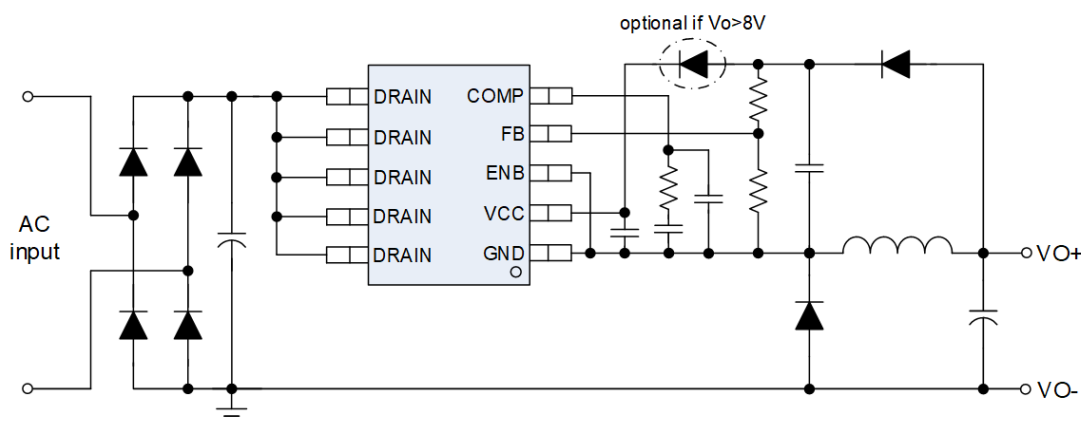 optional if Vo>8V
DRAIN
COMP
DRAIN
FB
DRAIN
ENB
AC
input
DRAIN
VCC
DRAIN
GND
VO+
VO-